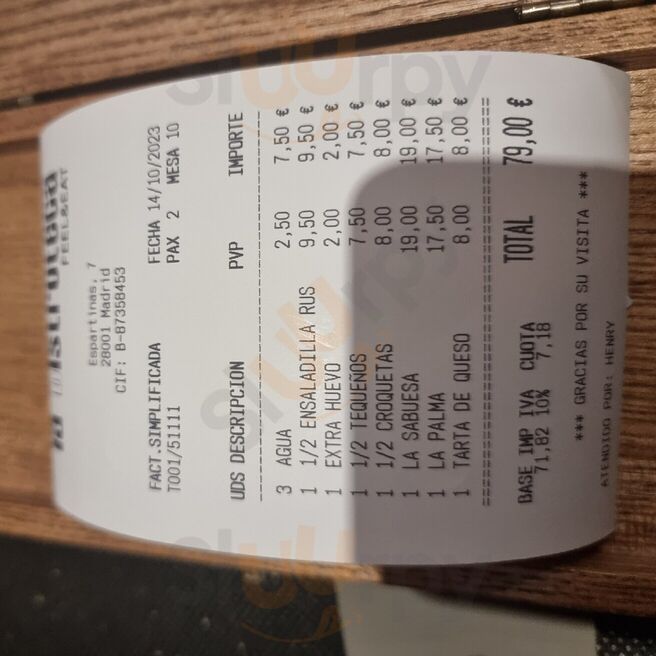 FEEL&EAT
Espartinas, 7
28001 Madrid
CIF: B-87358453
FACT.SIMPLIFICADA FECHA 14/10/2023
T001/51111 PAX 2 MESA 10
UDS DESCRIPCION PVP IMPORTE
3 AGUA 2,50 7,50 €
1 1/2 ENSALADILLA RUS 9,50 9,50 €
1 EXTRA HUEVO 2,00 2,00 €
1 1/2 TEQUEÑOS 7,50 7,50 €
1 1/2 CROQUETAS 8,00 8,00 €
1 LA SABUESA 19,00 19,00 €
1 LA PALMA 17,50 17,50 €
1 TARTA DE QUESO 8,00 8,00 €
TOTAL 79,00 €
BASE IMP IVA CUOTA
71,82 10% 7,18
*** GRACIAS POR SU VISITA ***
ATENDIDO POR: HENRY
sluurpy
sluurpy
sluurpy